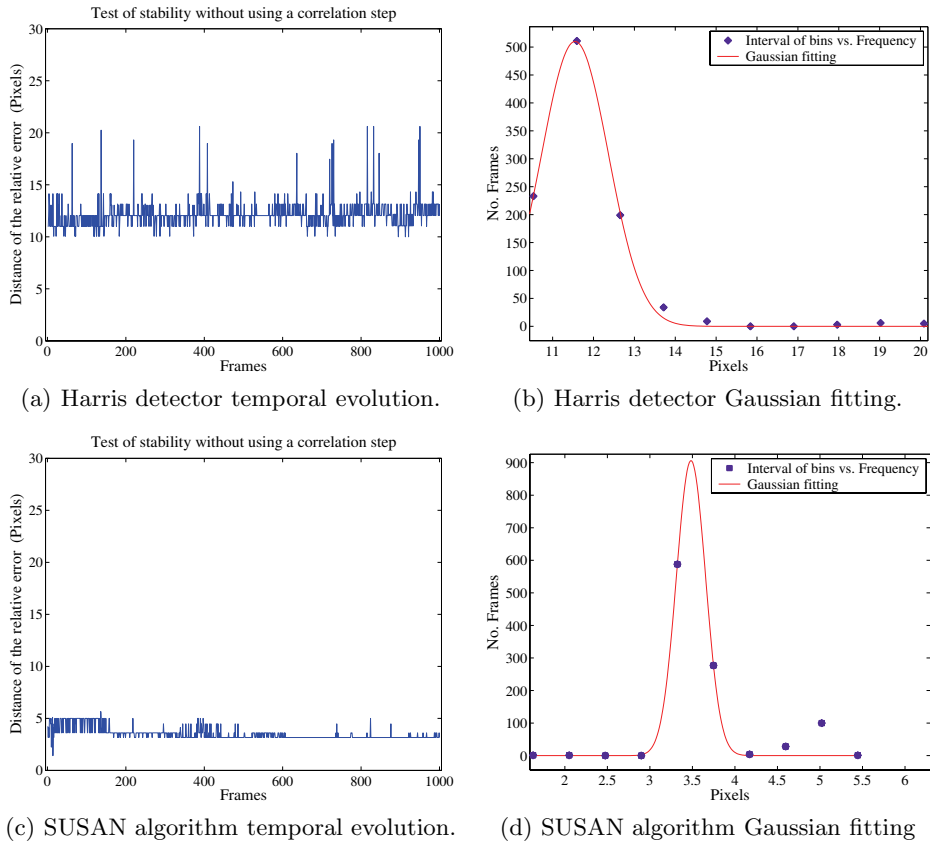 Test of stability without using a correlation step
Distance of the relative error (Pixels)
30
25
20
15
10
5
0
0 200 400 600 800 1000
Frames
(a) Harris detector temporal evolution.
No. Frames
500
450
400
350
300
250
200
150
100
50
0
Interval of bins vs. Frequency
Gaussian fitting
11 12 13 14 15 16 17 18 19 20
Pixels
(b) Harris detector Gaussian fitting.
Test of stability without using a correlation step
Distance of the relative error (Pixels)
30
25
20
15
10
5
0
0 200 400 600 800 1000
Frames
(c) SUSAN algorithm temporal evolution.
No. Frames
900
800
700
600
500
400
300
200
100
0
Interval of bins vs. Frequency
Gaussian fitting
2 2.5 3 3.5 4 4.5 5 5.5 6
Pixels
(d) SUSAN algorithm Gaussian fitting